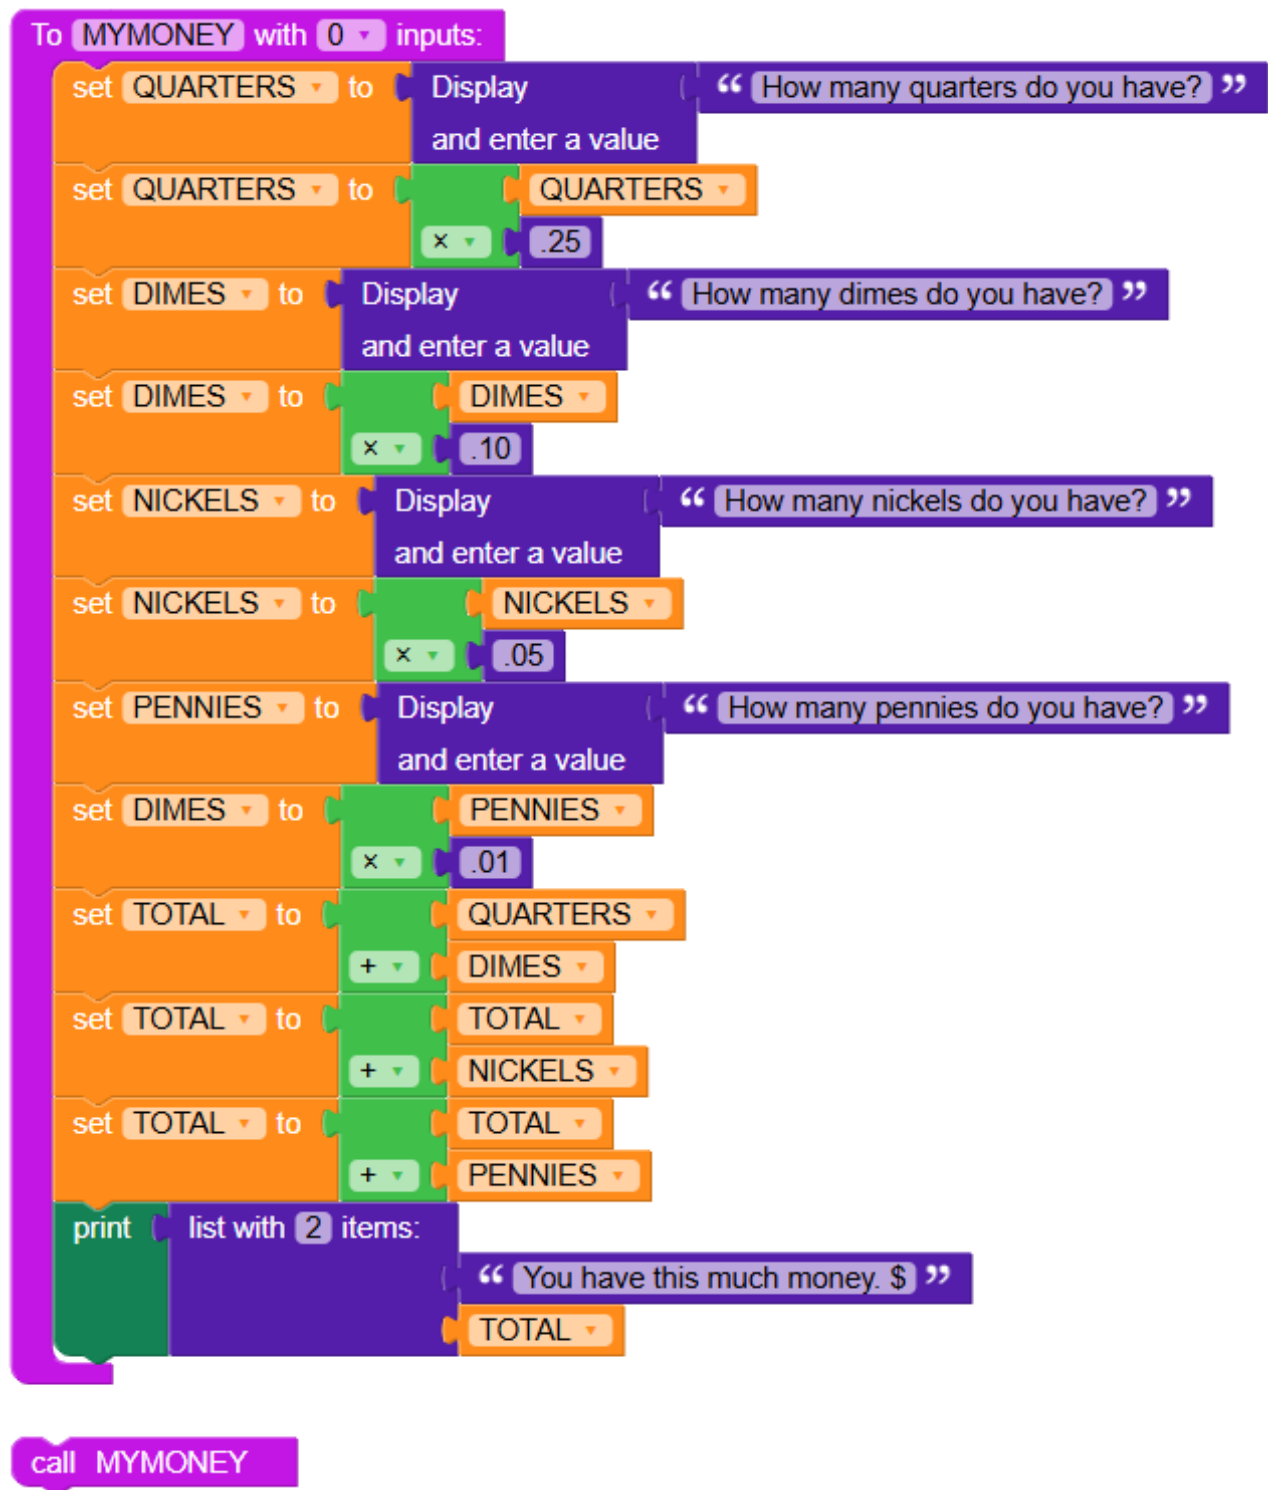 To MYMONEY with 0 inputs:
set QUARTERS to Display “ How many quarters do you have? ”
and enter a value
set QUARTERS to QUARTERS
× .25
set DIMES to Display “ How many dimes do you have? ”
and enter a value
set DIMES to DIMES
× .10
set NICKELS to Display “ How many nickels do you have? ”
and enter a value
set NICKELS to NICKELS
× .05
set PENNIES to Display “ How many pennies do you have? ”
and enter a value
set DIMES to PENNIES
× .01
set TOTAL to QUARTERS
+ DIMES
set TOTAL to TOTAL
+ NICKELS
set TOTAL to TOTAL
+ PENNIES
print list with 2 items:
“ You have this much money. $ ”
TOTAL
call MYMONEY